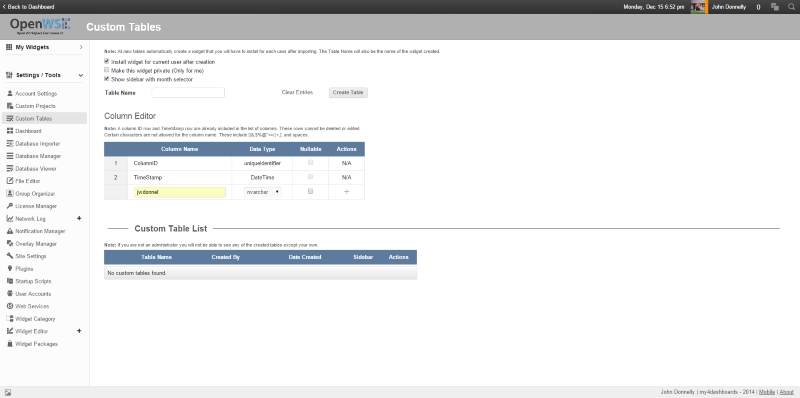 Back to Dashboard
Monday, Dec 15 6:52 pm
John Donnelly
0
OpenWSE
Custom Tables
My Widgets
Settings / Tools
Account Settings
Custom Projects
Custom Tables
Dashboard
Database Importer
Database Manager
Database Viewer
File Editor
Group Organizer
License Manager
Network Log
Notification Manager
Overlay Manager
Site Settings
Plugins
Startup Scripts
User Accounts
Web Services
Widget Category
Widget Editor
Widget Packages
Note: All new tables automatically create a widget that you will have to install for each user after importing. The Table Name will also be the name of the widget created.
Install widget for current user after creation
Make this widget private (Only for me)
Show sidebar with month selector
Table Name
Clear Entries
Create Table
Column Editor
Note: A column ID row and TimeStamp row are already included in the list of columns. These rows cannot be deleted or edited.
Certain characters are not allowed for the column name. These include and spaces.
Column Name Data Type Nullable Actions
1 ColumnID uniqueidentifier N/A
2 TimeStamp DateTime N/A
jvdonnel nvarchar +
Custom Table List
Note: If you are not an administrator you will not be able to see any of the created tables except your own.
Table Name Created By Date Created Sidebar Actions
No custom tables found
John Donnelly | my4dashboards - 2014 | Mobile | About